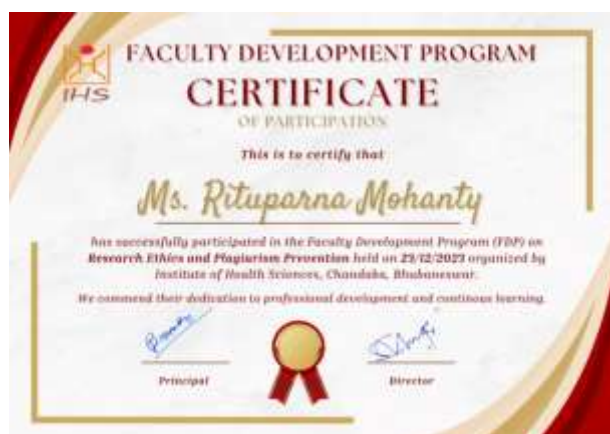 IHS
FACULTY DEVELOPMENT PROGRAM
CERTIFICATE
OF PARTICIPATION
This is to certify that
Ms. Rituparna Mohanty
has successfully participated in the Faculty Development Program (FDP) on
Research Ethics and Plagiarism Prevention held on 29/12/2023 organized by
Institute of Health Sciences, Chandaka, Bhubaneswar.
We commend their dedication to professional development and continous learning.
Principal
Director